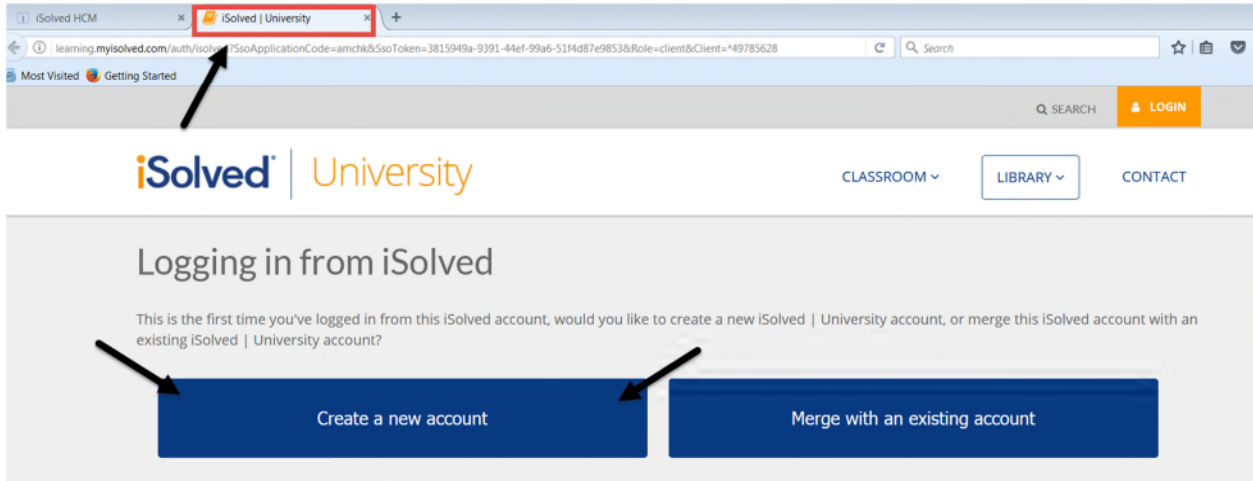 iSolved HCM
iSolved | University
learning.myisolved.com/auth/isolved?SsoApplicationCode=amchk&SsoToken=3815949a-9391-44ef-99a6-51f4d87e9853&Role=client&Client=*49785628
Search
Most Visited Getting Started
SEARCH LOGIN
iSolved | University
CLASSROOM LIBRARY CONTACT
Logging in from iSolved
This is the first time you've logged in from this iSolved account, would you like to create a new iSolved | University account, or merge this iSolved account with an
existing iSolved | University account?
Create a new account
Merge with an existing account